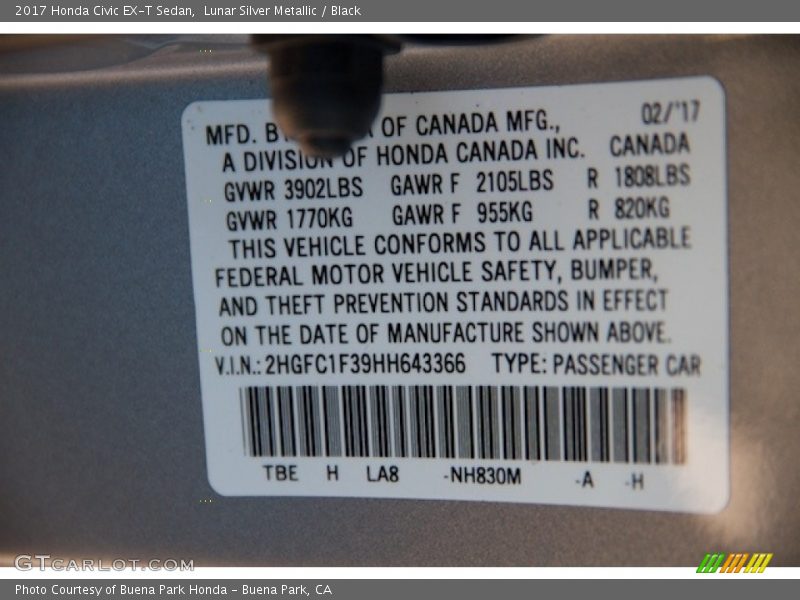 2017 Honda Civic EX-T Sedan, Lunar Silver Metallic / Black
02/'17
MFD. B A OF CANADA MFG.,
A DIVISION OF HONDA CANADA INC. CANADA
GVWR 3902LBS GAWR F 2105LBS R 1808LBS
GVWR 1770KG GAWR F 955KG R 820KG
THIS VEHICLE CONFORMS TO ALL APPLICABLE
FEDERAL MOTOR VEHICLE SAFETY, BUMPER,
AND THEFT PREVENTION STANDARDS IN EFFECT
ON THE DATE OF MANUFACTURE SHOWN ABOVE.
V.I.N.: 2HGFC1F39HH643366 TYPE: PASSENGER CAR
TBE H LA8 -NH830M -A -H
GTCARLOT.COM
Photo Courtesy of Buena Park Honda - Buena Park, CA